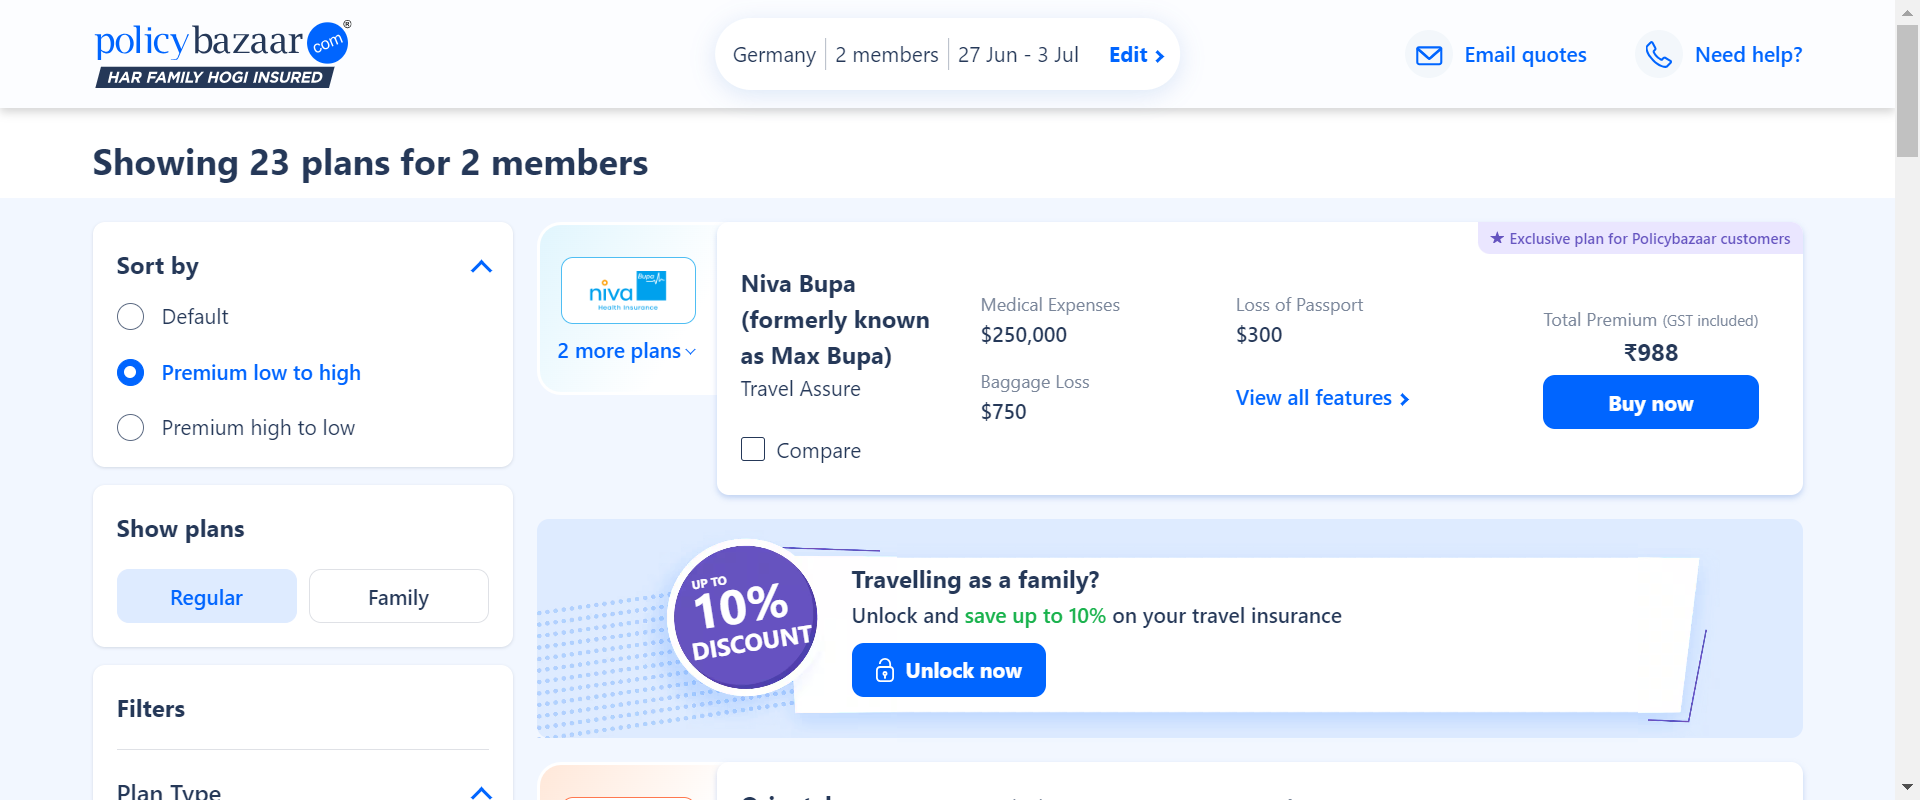 policybazaar com ®
HAR FAMILY HOGI INSURED
Germany 2 members 27 Jun - 3 Jul Edit
Email quotes
Need help?
Showing 23 plans for 2 members
Sort by
Default
Premium low to high
Premium high to low
Show plans
Regular
Family
Filters
Plan Type
niva Bupa
Health Insurance
2 more plans
Exclusive plan for Policybazaar customers
Niva Bupa
(formerly known
as Max Bupa)
Travel Assure
Compare
Medical Expenses
$250,000
Baggage Loss
$750
Loss of Passport
$300
View all features
Total Premium (GST included)
₹988
Buy now
UP TO
10%
DISCOUNT
Travelling as a family?
Unlock and save up to 10% on your travel insurance
Unlock now